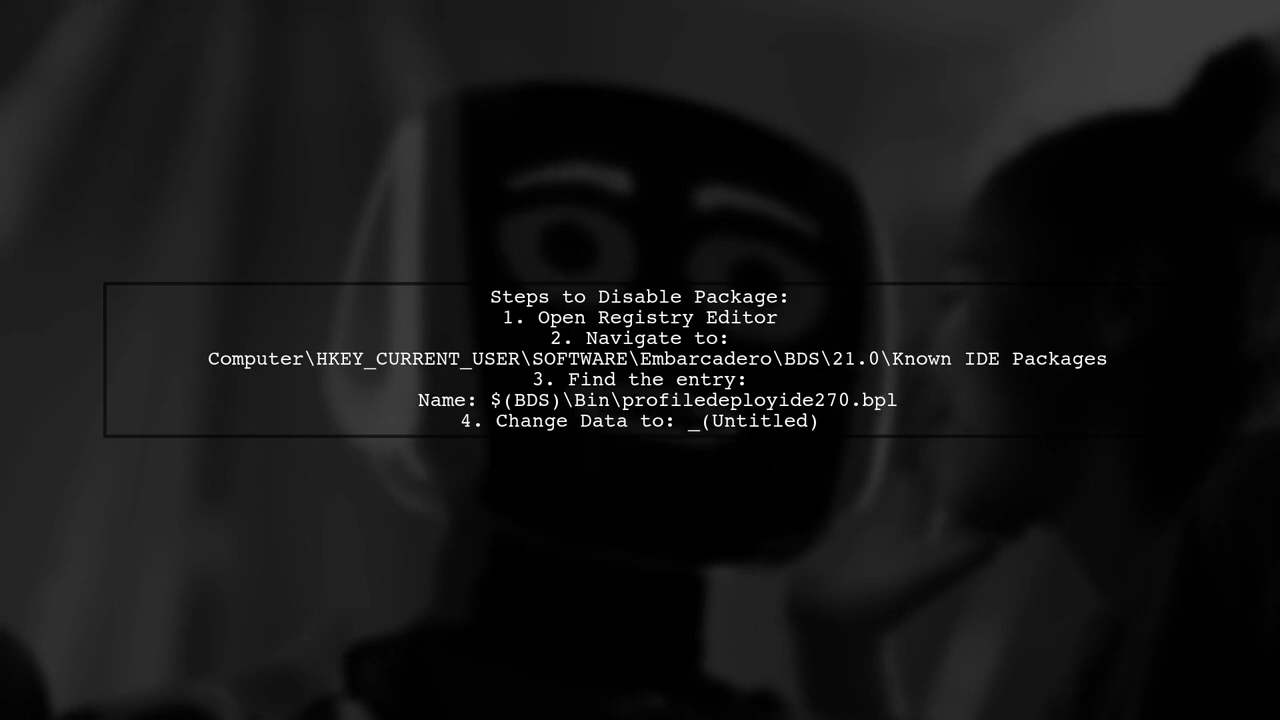 Steps to Disable Package:
1. Open Registry Editor
2. Navigate to:
Computer\HKEY_CURRENT_USER\SOFTWARE\Embarcadero\BDS\21.0\Known IDE Packages
3. Find the entry:
Name: $(BDS)\Bin\profiledeployide270.bpl
4. Change Data to: _(Untitled)